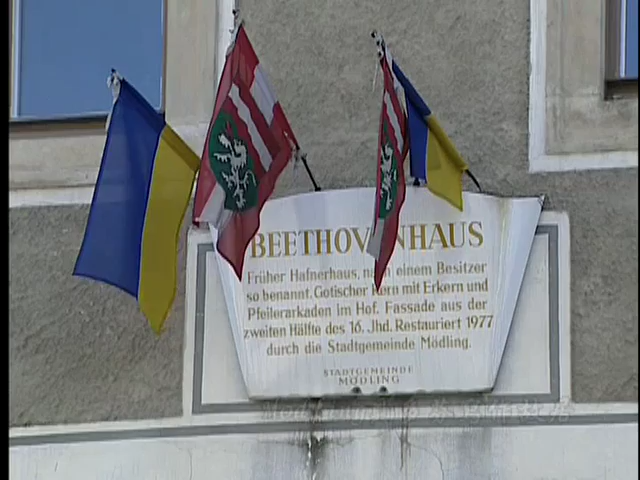 BEETHOVENHAUS
Früher Hafnerhaus, nach einem Besitzer
so benannt. Gotischer Kern mit Erkern und
Pfeilerarkaden im Hof. Fassade aus der
zweiten Hälfte des 16. Jhd. Restauriert 1977
durch die Stadtgemeinde Mödling.
STADTGEMEINDE
MÖDLING